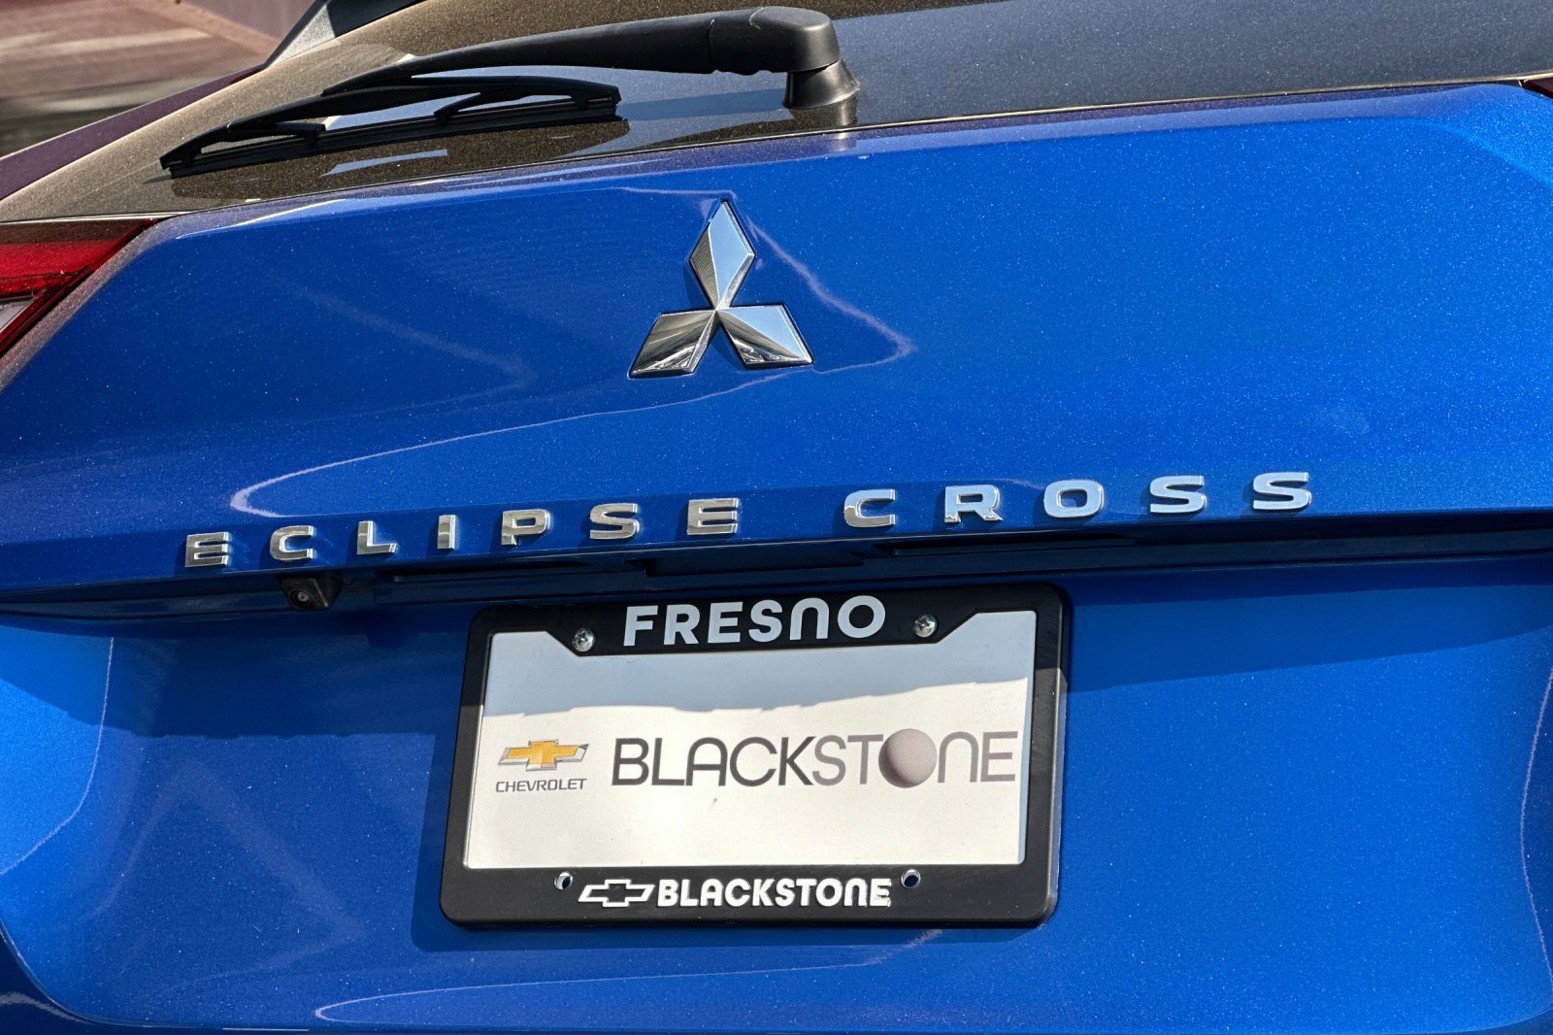 ECLIPSE CROSS
FRESNO
CHEVROLET
BLACKSTONE
BLACKSTONE